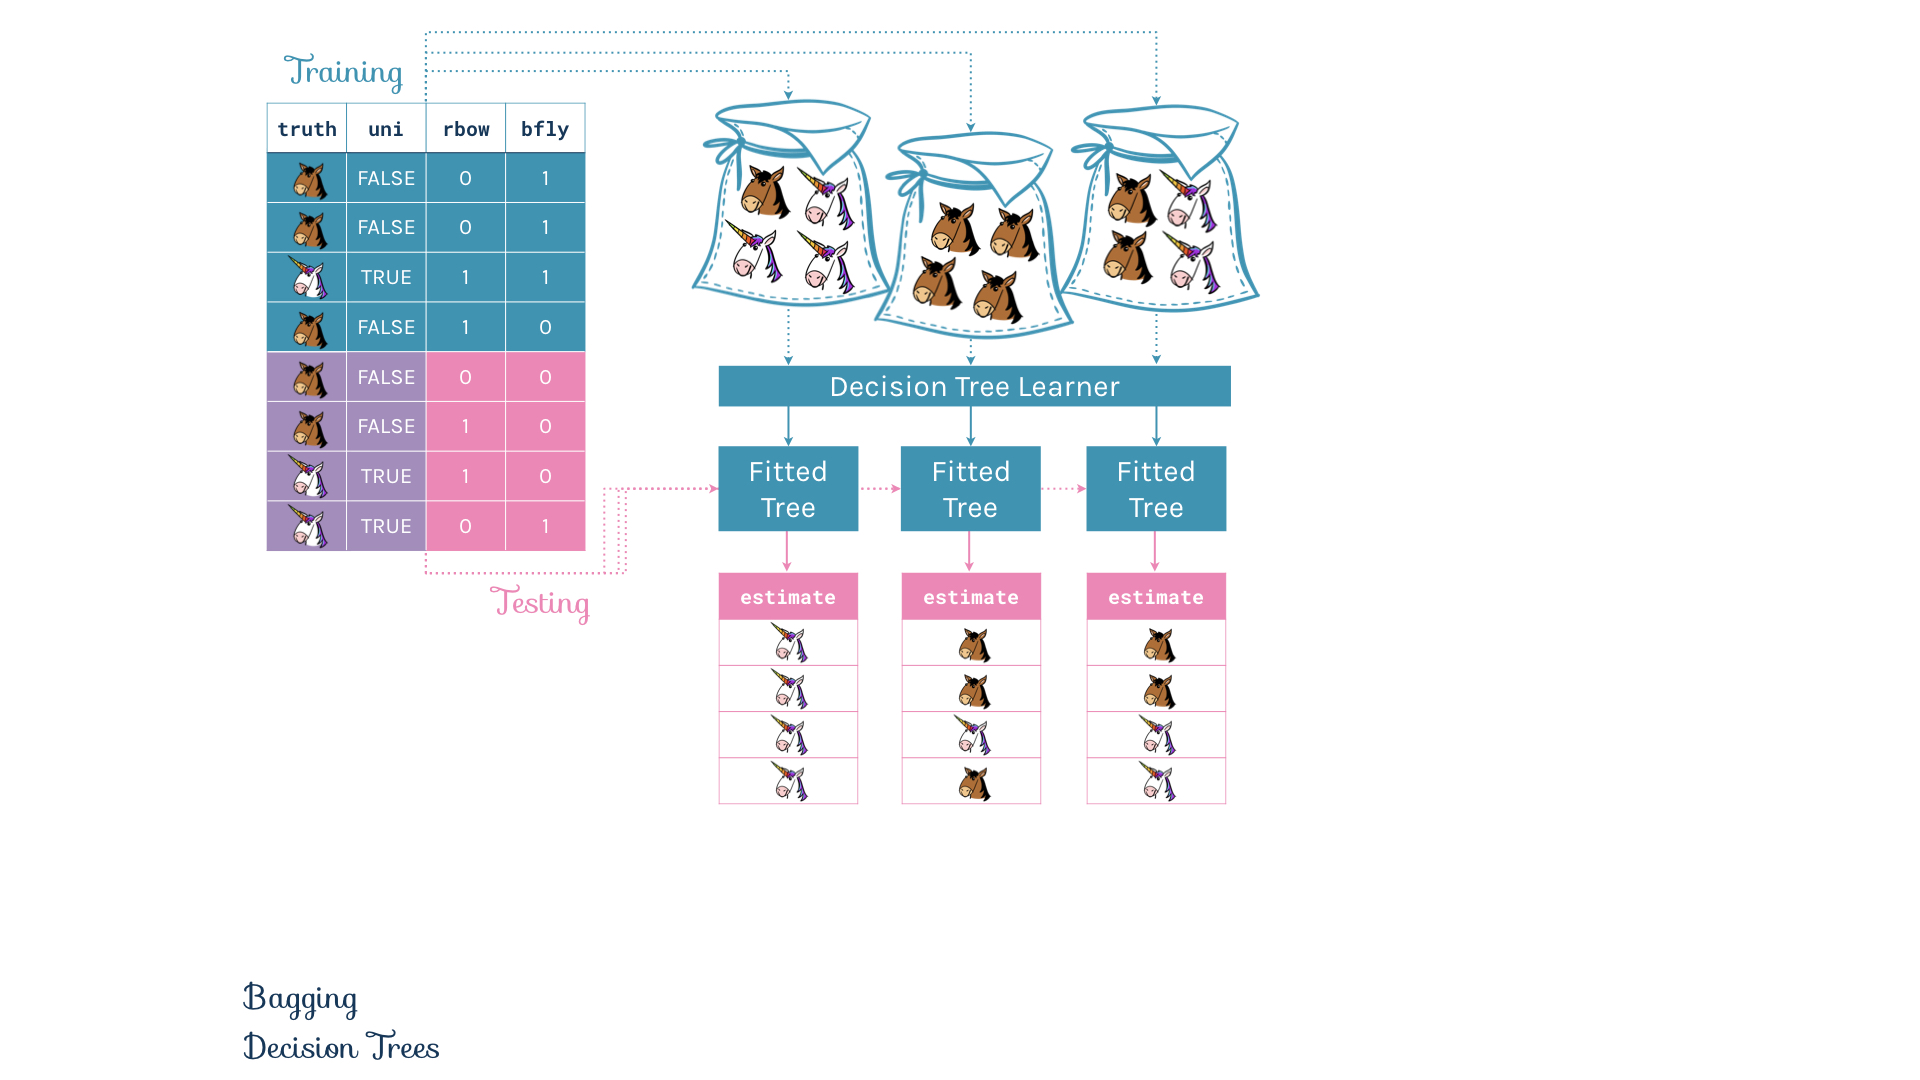 Training
truth uni rbow bfly
FALSE 0 1
FALSE 0 1
TRUE 1 1
FALSE 1 0
FALSE 0 0
FALSE 1 0
TRUE 1 0
TRUE 0 1
Testing
Decision Tree Learner
Fitted
Tree
Fitted
Tree
Fitted
Tree
estimate
estimate
estimate
Bagging
Decision Trees